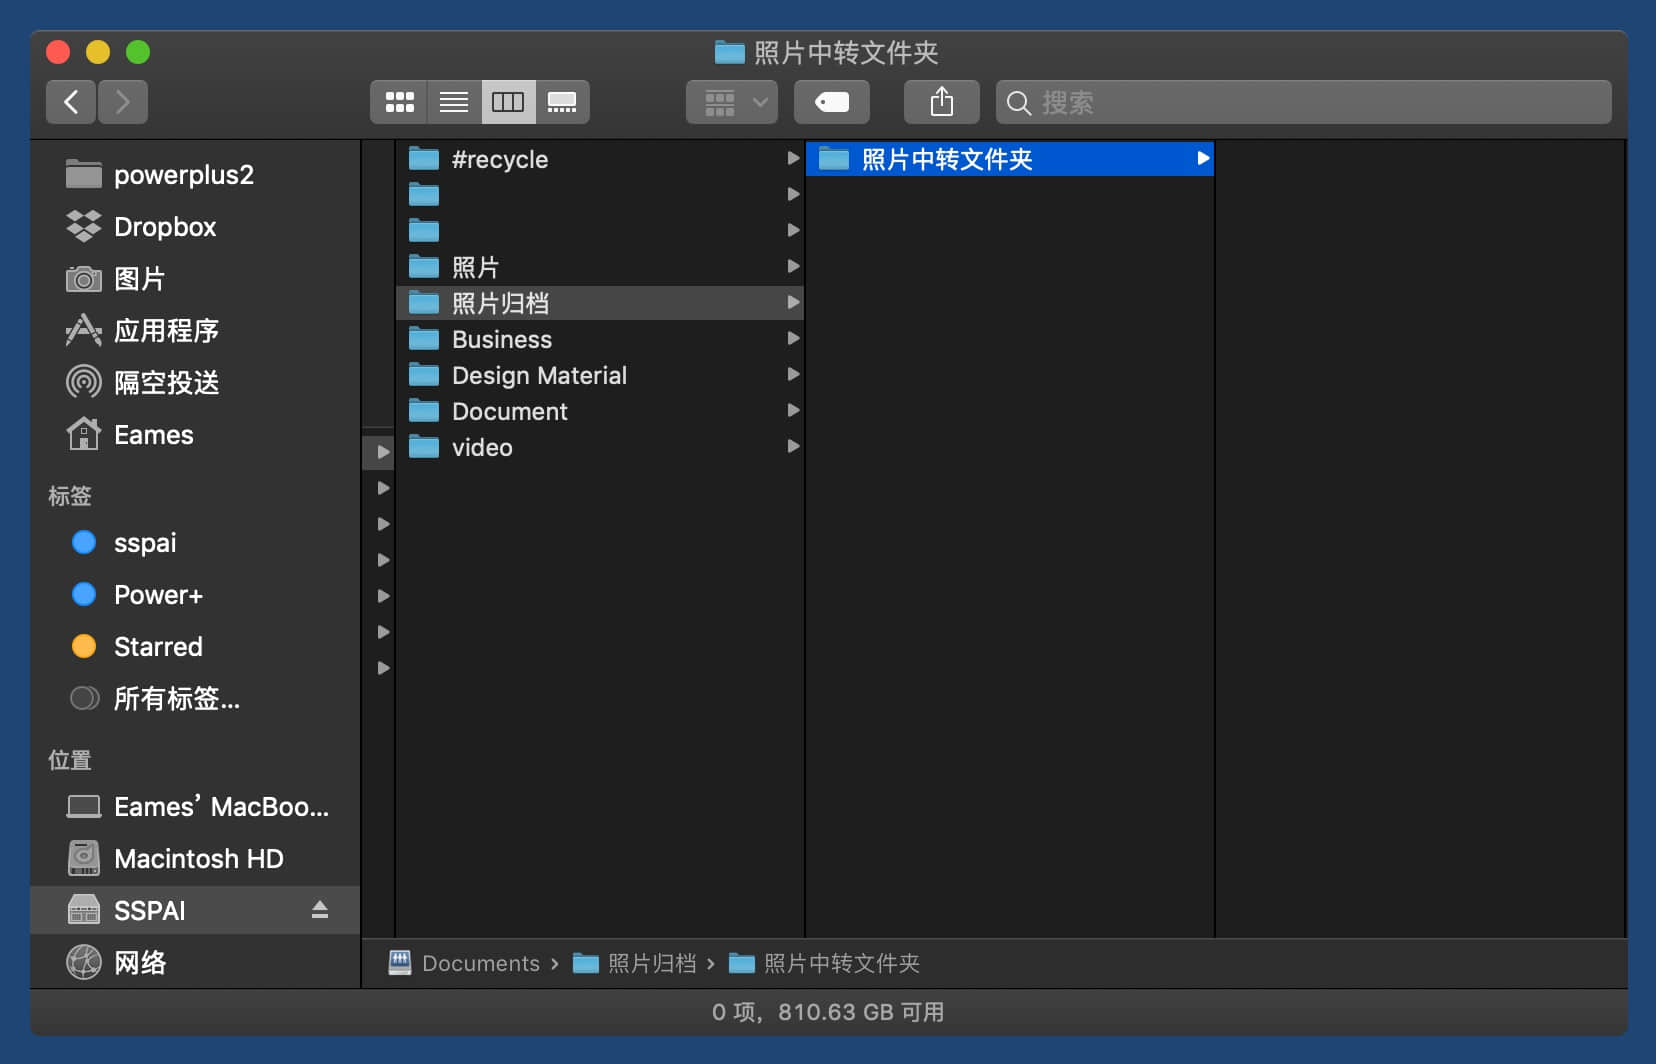 照片中转文件夹
搜索
powerplus2
Dropbox
图片
应用程序
隔空投送
Eames
标签
sspai
Power+
Starred
所有标签...
位置
Eames’ MacBoo...
Macintosh HD
SSPAI
网络
#recycle
照片
照片归档
Business
Design Material
Document
video
照片中转文件夹
Documents › 照片归档 › 照片中转文件夹
0 项，810.63 GB 可用